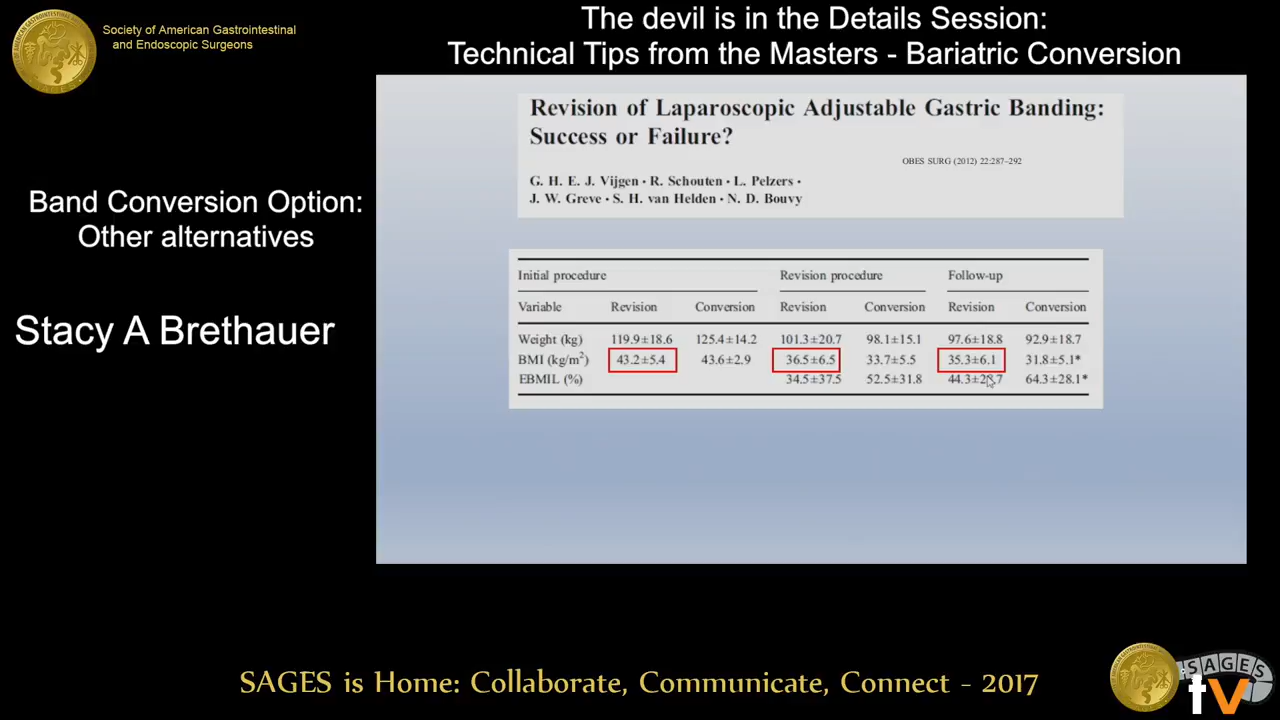 Society of American Gastrointestinal
and Endoscopic Surgeons
The devil is in the Details Session:
Technical Tips from the Masters - Bariatric Conversion
Band Conversion Option:
Other alternatives
Stacy A Brethauer
Revision of Laparoscopic Adjustable Gastric Banding:
Success or Failure?
OBES SURG (2012) 22:287–292
G. H. E. J. Vijgen · R. Schouten · L. Pelzers ·
J. W. Greve · S. H. van Helden · N. D. Bouvy
Initial procedure Revision procedure Follow-up
Variable Revision Conversion Revision Conversion Revision Conversion
Weight (kg) 119.9±18.6 125.4±14.2 101.3±20.7 98.1±15.1 97.6±18.8 92.9±18.7
BMI (kg/m²) 43.2±5.4 43.6±2.9 36.5±6.5 33.7±5.5 35.3±6.1 31.8±5.1*
EBMIL (%) 34.5±37.5 52.5±31.8 64.3±28.1*
SAGES is Home: Collaborate, Communicate, Connect - 2017
SAGES
tv